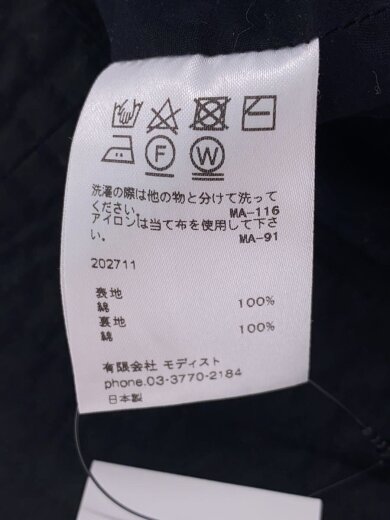 F W
洗濯の際は他の物と分けて洗って
ください。 MA-116
アイロンは当て布を使用して下さ
い。 MA-91
202711
表地
綿 100%
裏地
綿 100%
有限会社 モディスト
phone.03-3770-2184
日本製